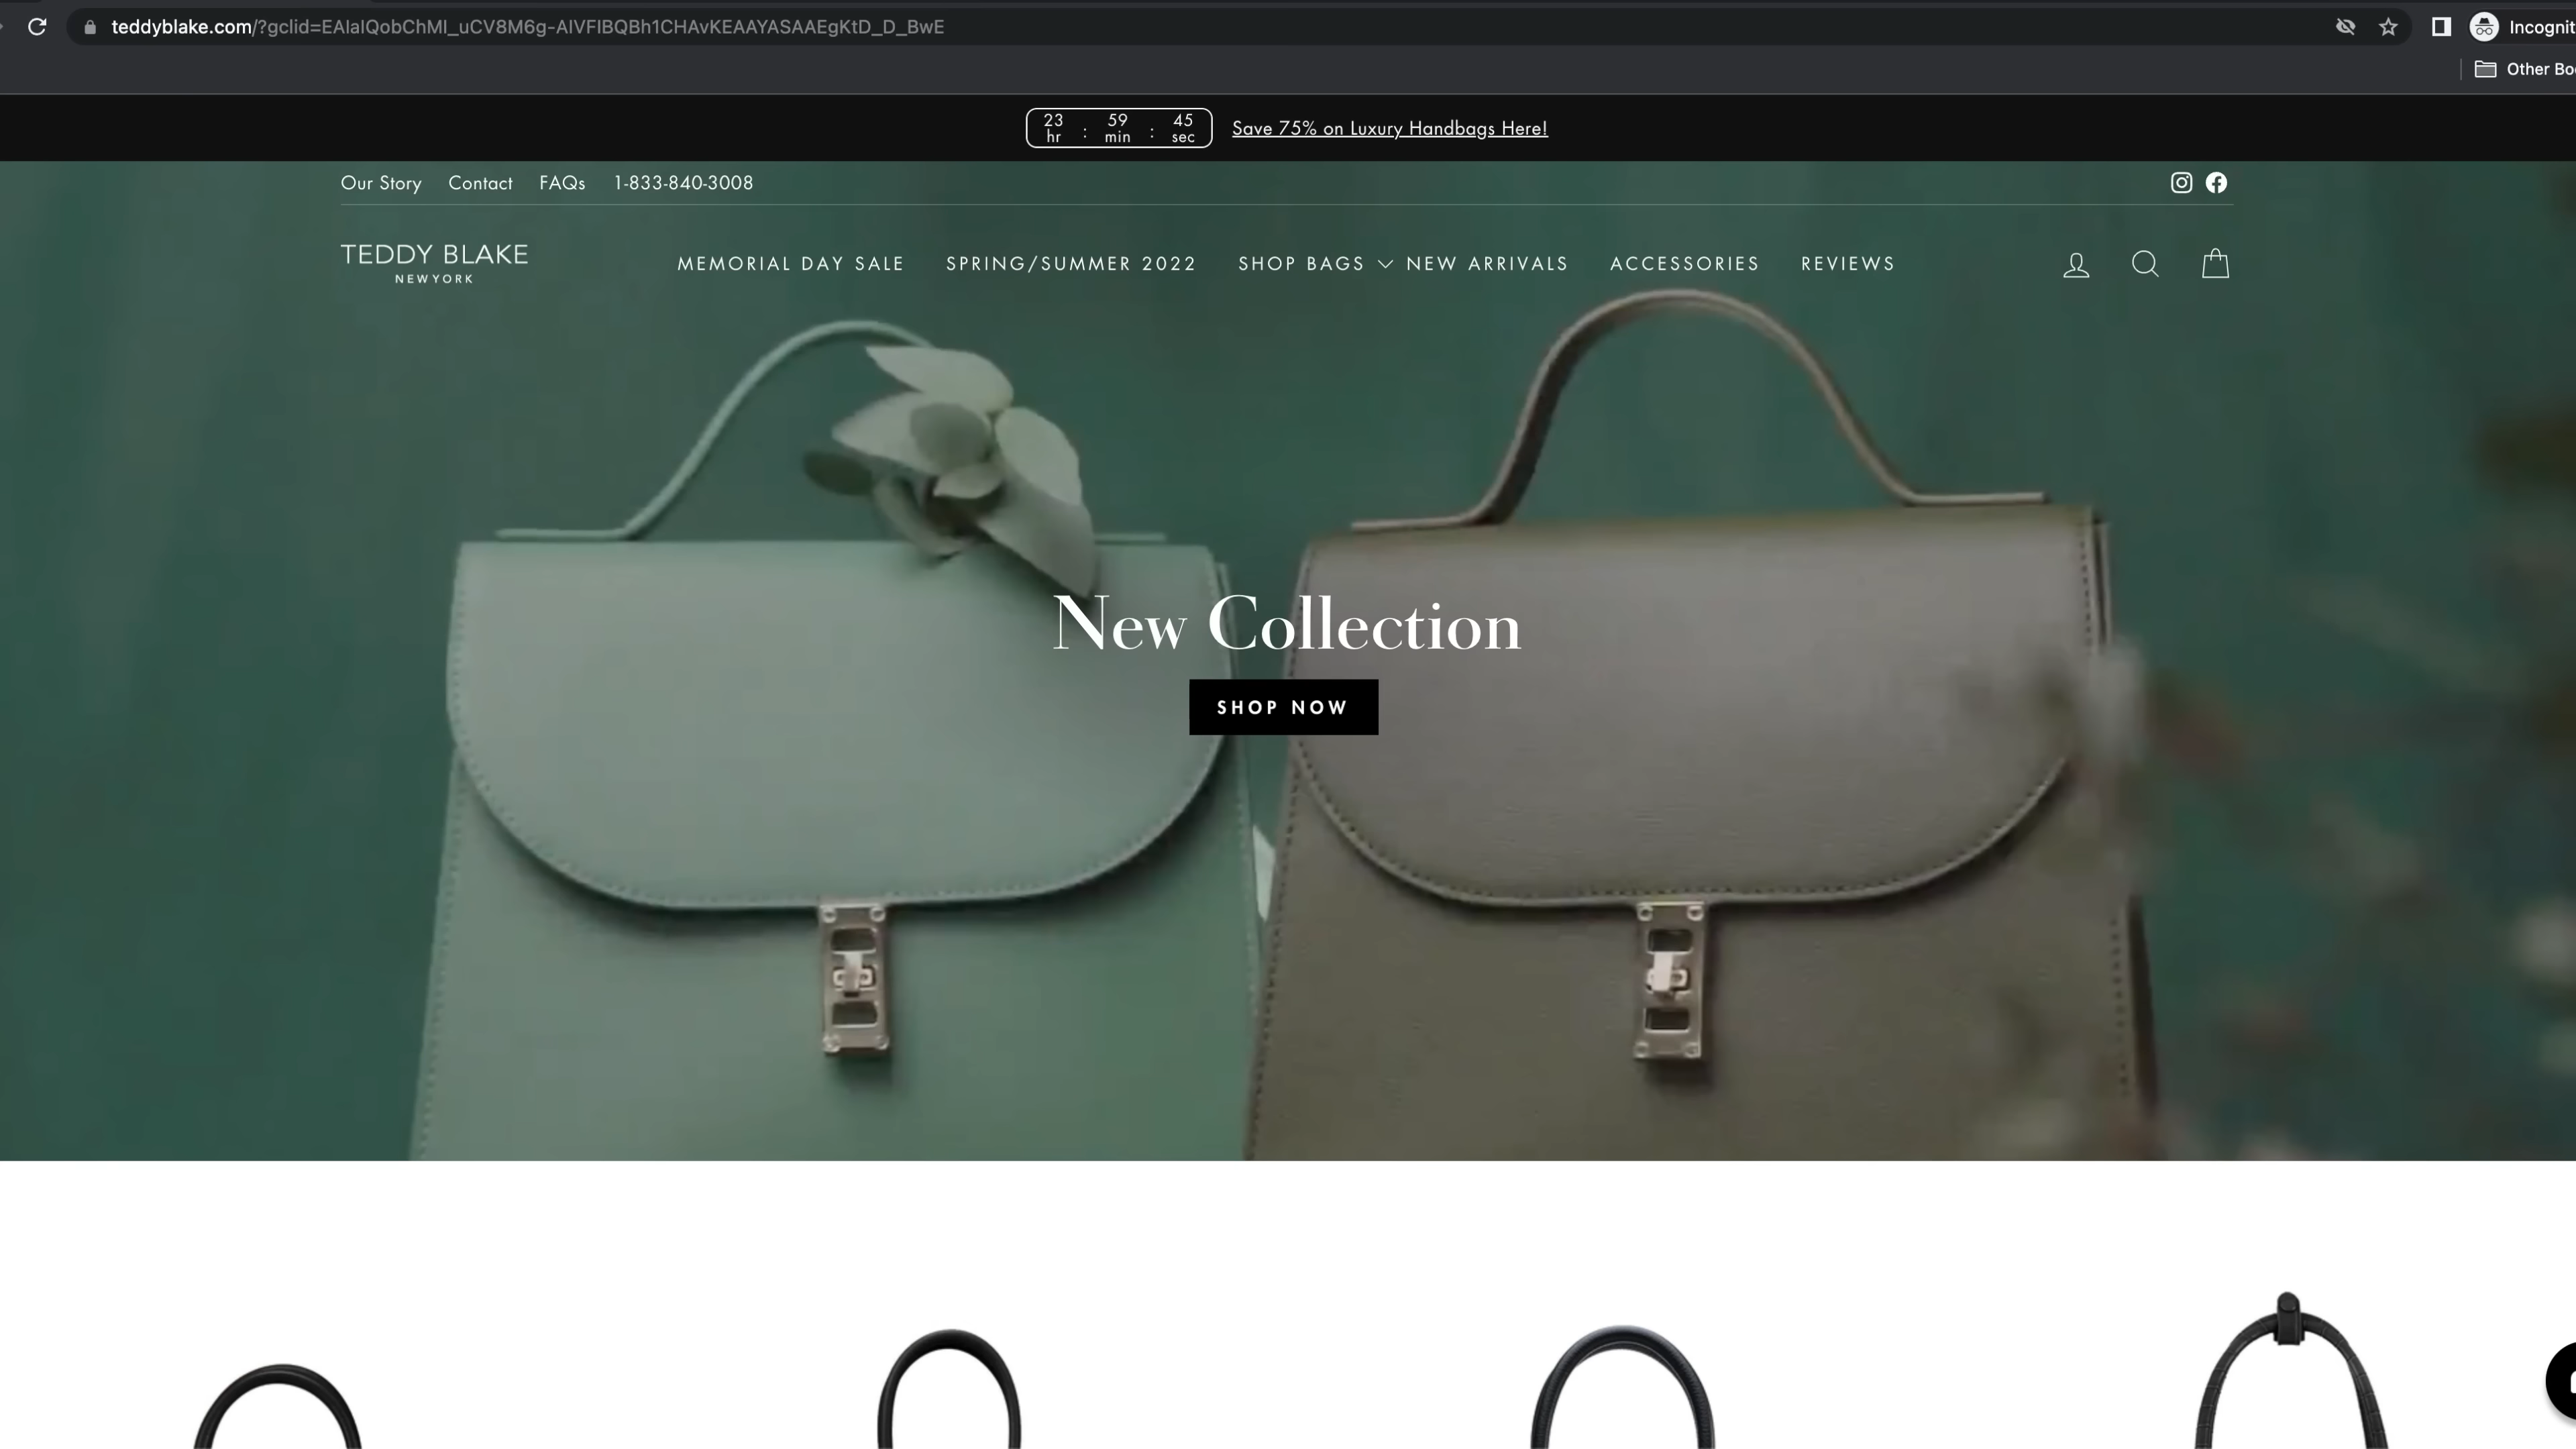 teddyblake.com/?gclid=EAIaIQobChMI_uCV8M6g-AIVFIBQBh1CHAvKEAAYASAAEgKtD_D_BwE
Incognit
Other Boo
23 hr : 59 min : 45 sec Save 75% on Luxury Handbags Here!
Our Story Contact FAQs 1-833-840-3008
TEDDY BLAKE
NEW YORK
MEMORIAL DAY SALE SPRING/SUMMER 2022 SHOP BAGS NEW ARRIVALS ACCESSORIES REVIEWS
New Collection
SHOP NOW